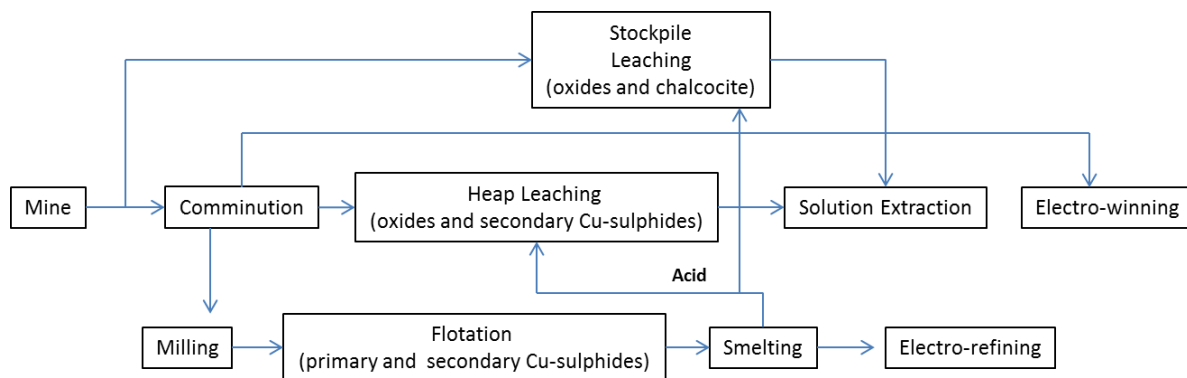 Stockpile
Leaching
(oxides and chalcocite)
Mine
Comminution
Heap Leaching
(oxides and secondary Cu-sulphides)
Solution Extraction
Electro-winning
Acid
Milling
Flotation
(primary and secondary Cu-sulphides)
Smelting
Electro-refining